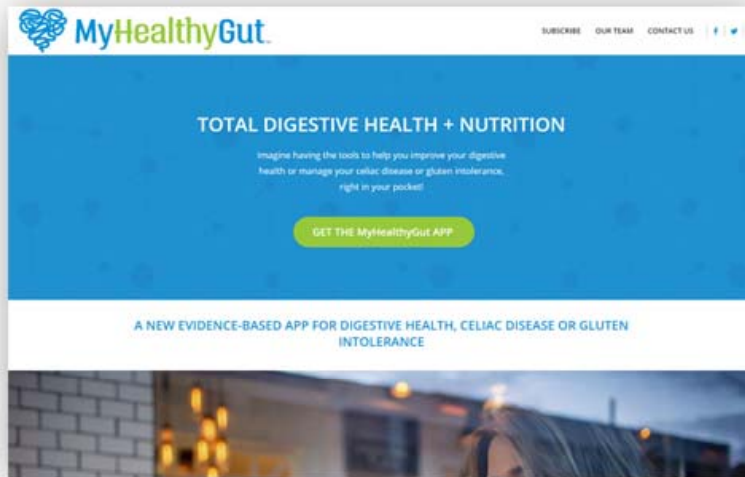 MyHealthyGut
SUBSCRIBE OUR TEAM CONTACT US
TOTAL DIGESTIVE HEALTH + NUTRITION
Imagine having the tools to help you improve your digestive
health or manage your celiac disease or gluten intolerance,
right in your pocket!
GET THE MyHealthyGut APP
A NEW EVIDENCE-BASED APP FOR DIGESTIVE HEALTH, CELIAC DISEASE OR GLUTEN
INTOLERANCE